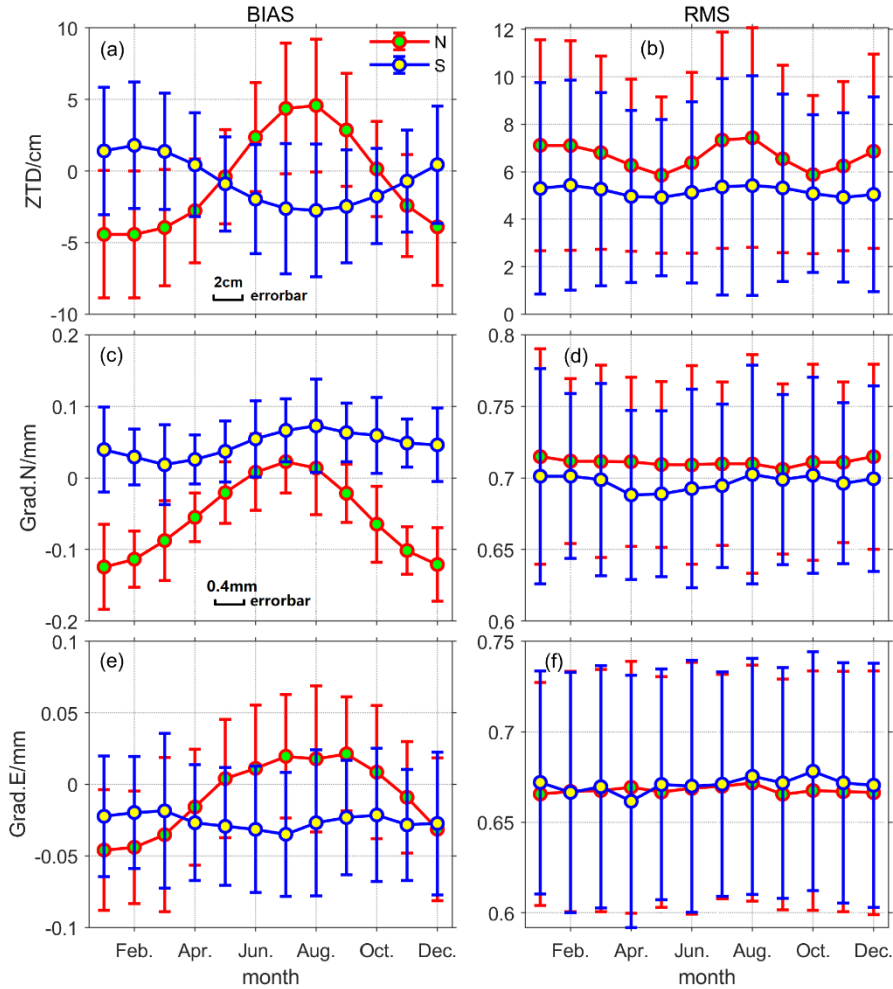 BIAS
RMS
(a)
N
S
ZTD/cm
10
5
0
-5
-10
2cm
errorbar
(b)
12
10
8
6
4
2
0
(c)
Grad.N/mm
0.2
0.1
0
-0.1
-0.2
0.4mm
errorbar
(d)
0.8
0.75
0.7
0.65
0.6
(e)
Grad.E/mm
0.1
0.05
0
-0.05
-0.1
Feb. Apr. Jun. Aug. Oct. Dec.
month
(f)
0.75
0.7
0.65
0.6
Feb. Apr. Jun. Aug. Oct. Dec.
month